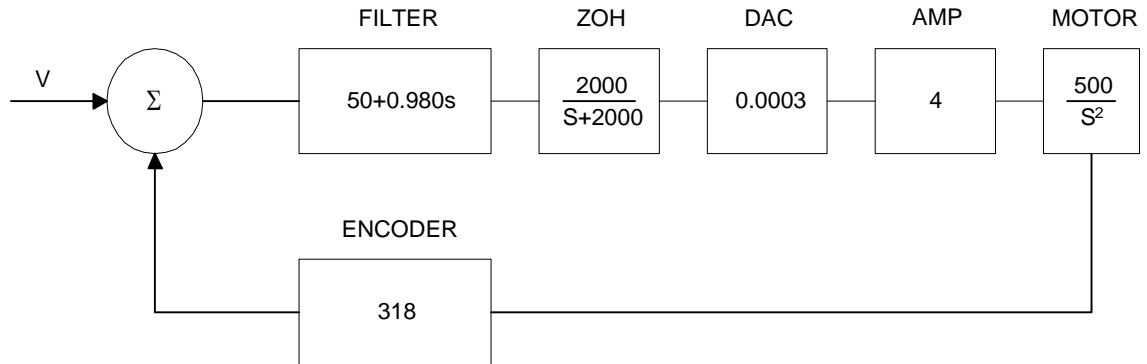 FILTER ZOH DAC AMP MOTOR
V
Σ
50+0.980s
2000
S+2000
0.0003
4
500
S²
ENCODER
318